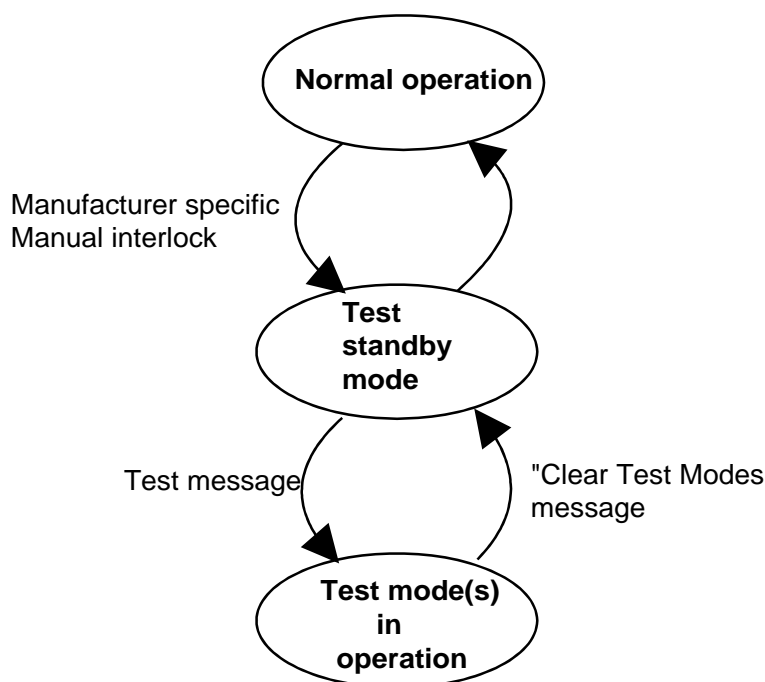 Normal operation
Manufacturer specific
Manual interlock
Test
standby
mode
Test message
"Clear Test Modes
message
Test mode(s)
in
operation